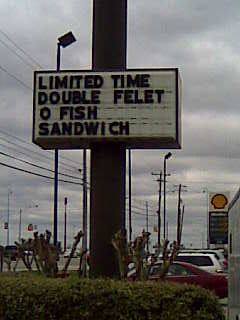 LIMITED TIME
DOUBLE FELET
O FISH
SANDWICH